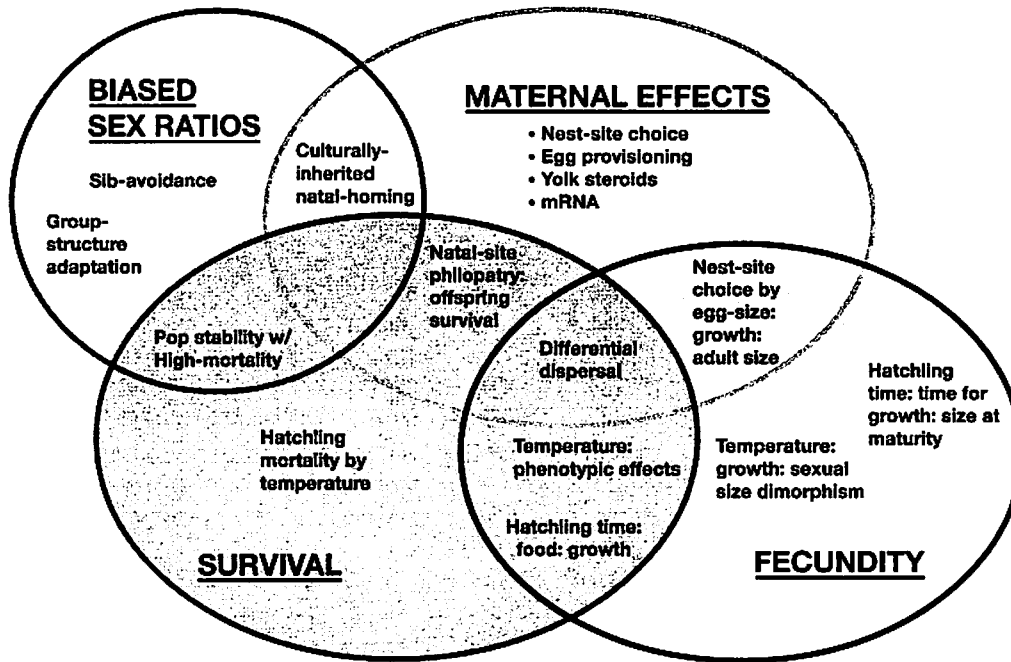 BIASED
SEX RATIOS
Sib-avoidance
Group-
structure
adaptation
Culturally-
inherited
natal-homing
MATERNAL EFFECTS
• Nest-site choice
• Egg provisioning
• Yolk steroids
• mRNA
Natal-site
philopatry:
offspring
survival
Pop stability w/
High-mortality
Nest-site
choice by
egg-size:
growth:
adult size
Differential
dispersal
Hatchling
time: time for
growth: size at
maturity
Hatchling
mortality by
temperature
Temperature:
phenotypic effects
Temperature:
growth: sexual
size dimorphism
Hatchling time:
food: growth
SURVIVAL
FECUNDITY